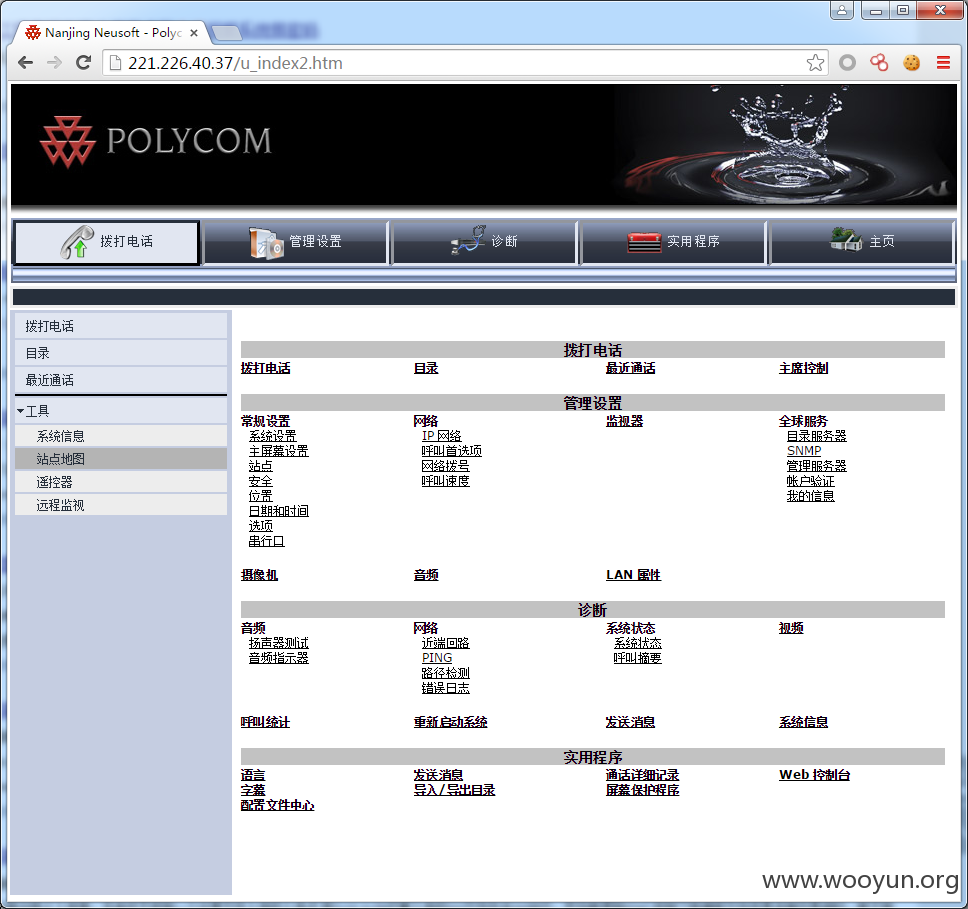 Nanjing Neusoft - Polyc
221.226.40.37/u_index2.htm
POLYCOM
拨打电话 管理设置 诊断 实用程序 主页
拨打电话
目录
最近通话
工具
系统信息
站点地图
遥控器
远程监视
拨打电话
拨打电话 目录 最近通话 主席控制
管理设置
常规设置 网络 监视器 全球服务
系统设置 IP 网络 目录服务器
主屏幕设置 呼叫首选项 SNMP
站点 网络拨号 管理服务器
安全 呼叫速度 帐户验证
位置 我的信息
日期和时间
选项
串行口
摄像机 音频 LAN 属性
诊断
音频 网络 系统状态 视频
扬声器测试 近端回路 系统状态
音频指示器 PING 呼叫摘要
路径检测
错误日志
呼叫统计 重新启动系统 发送消息 系统信息
实用程序
语言 发送消息 通话详细记录 Web 控制台
字幕 导入/导出目录 屏幕保护程序
配置文件中心
www.wooyun.org